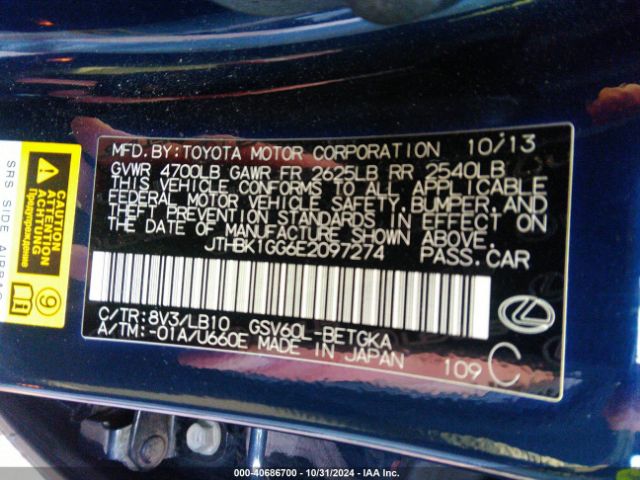 SRS SIDE AIRBAG
ATTENTION
ACHTUNG
MFD. BY: TOYOTA MOTOR CORPORATION 10/13
GVWR 4700LB GAWR FR 2625LB RR 2540LB
THIS VEHICLE CONFORMS TO ALL APPLICABLE
FEDERAL MOTOR VEHICLE SAFETY, BUMPER, AND
THEFT PREVENTION STANDARDS IN EFFECT ON
THE DATE OF MANUFACTURE SHOWN ABOVE.
JTHBK1GG6E2097274 PASS. CAR
C/TR: 8V3/LB10 GSV60L-BETGKA
A/TM: -01A/U660E MADE IN JAPAN
109 C
000-40686700 | 10/31/2024 | IAA Inc.